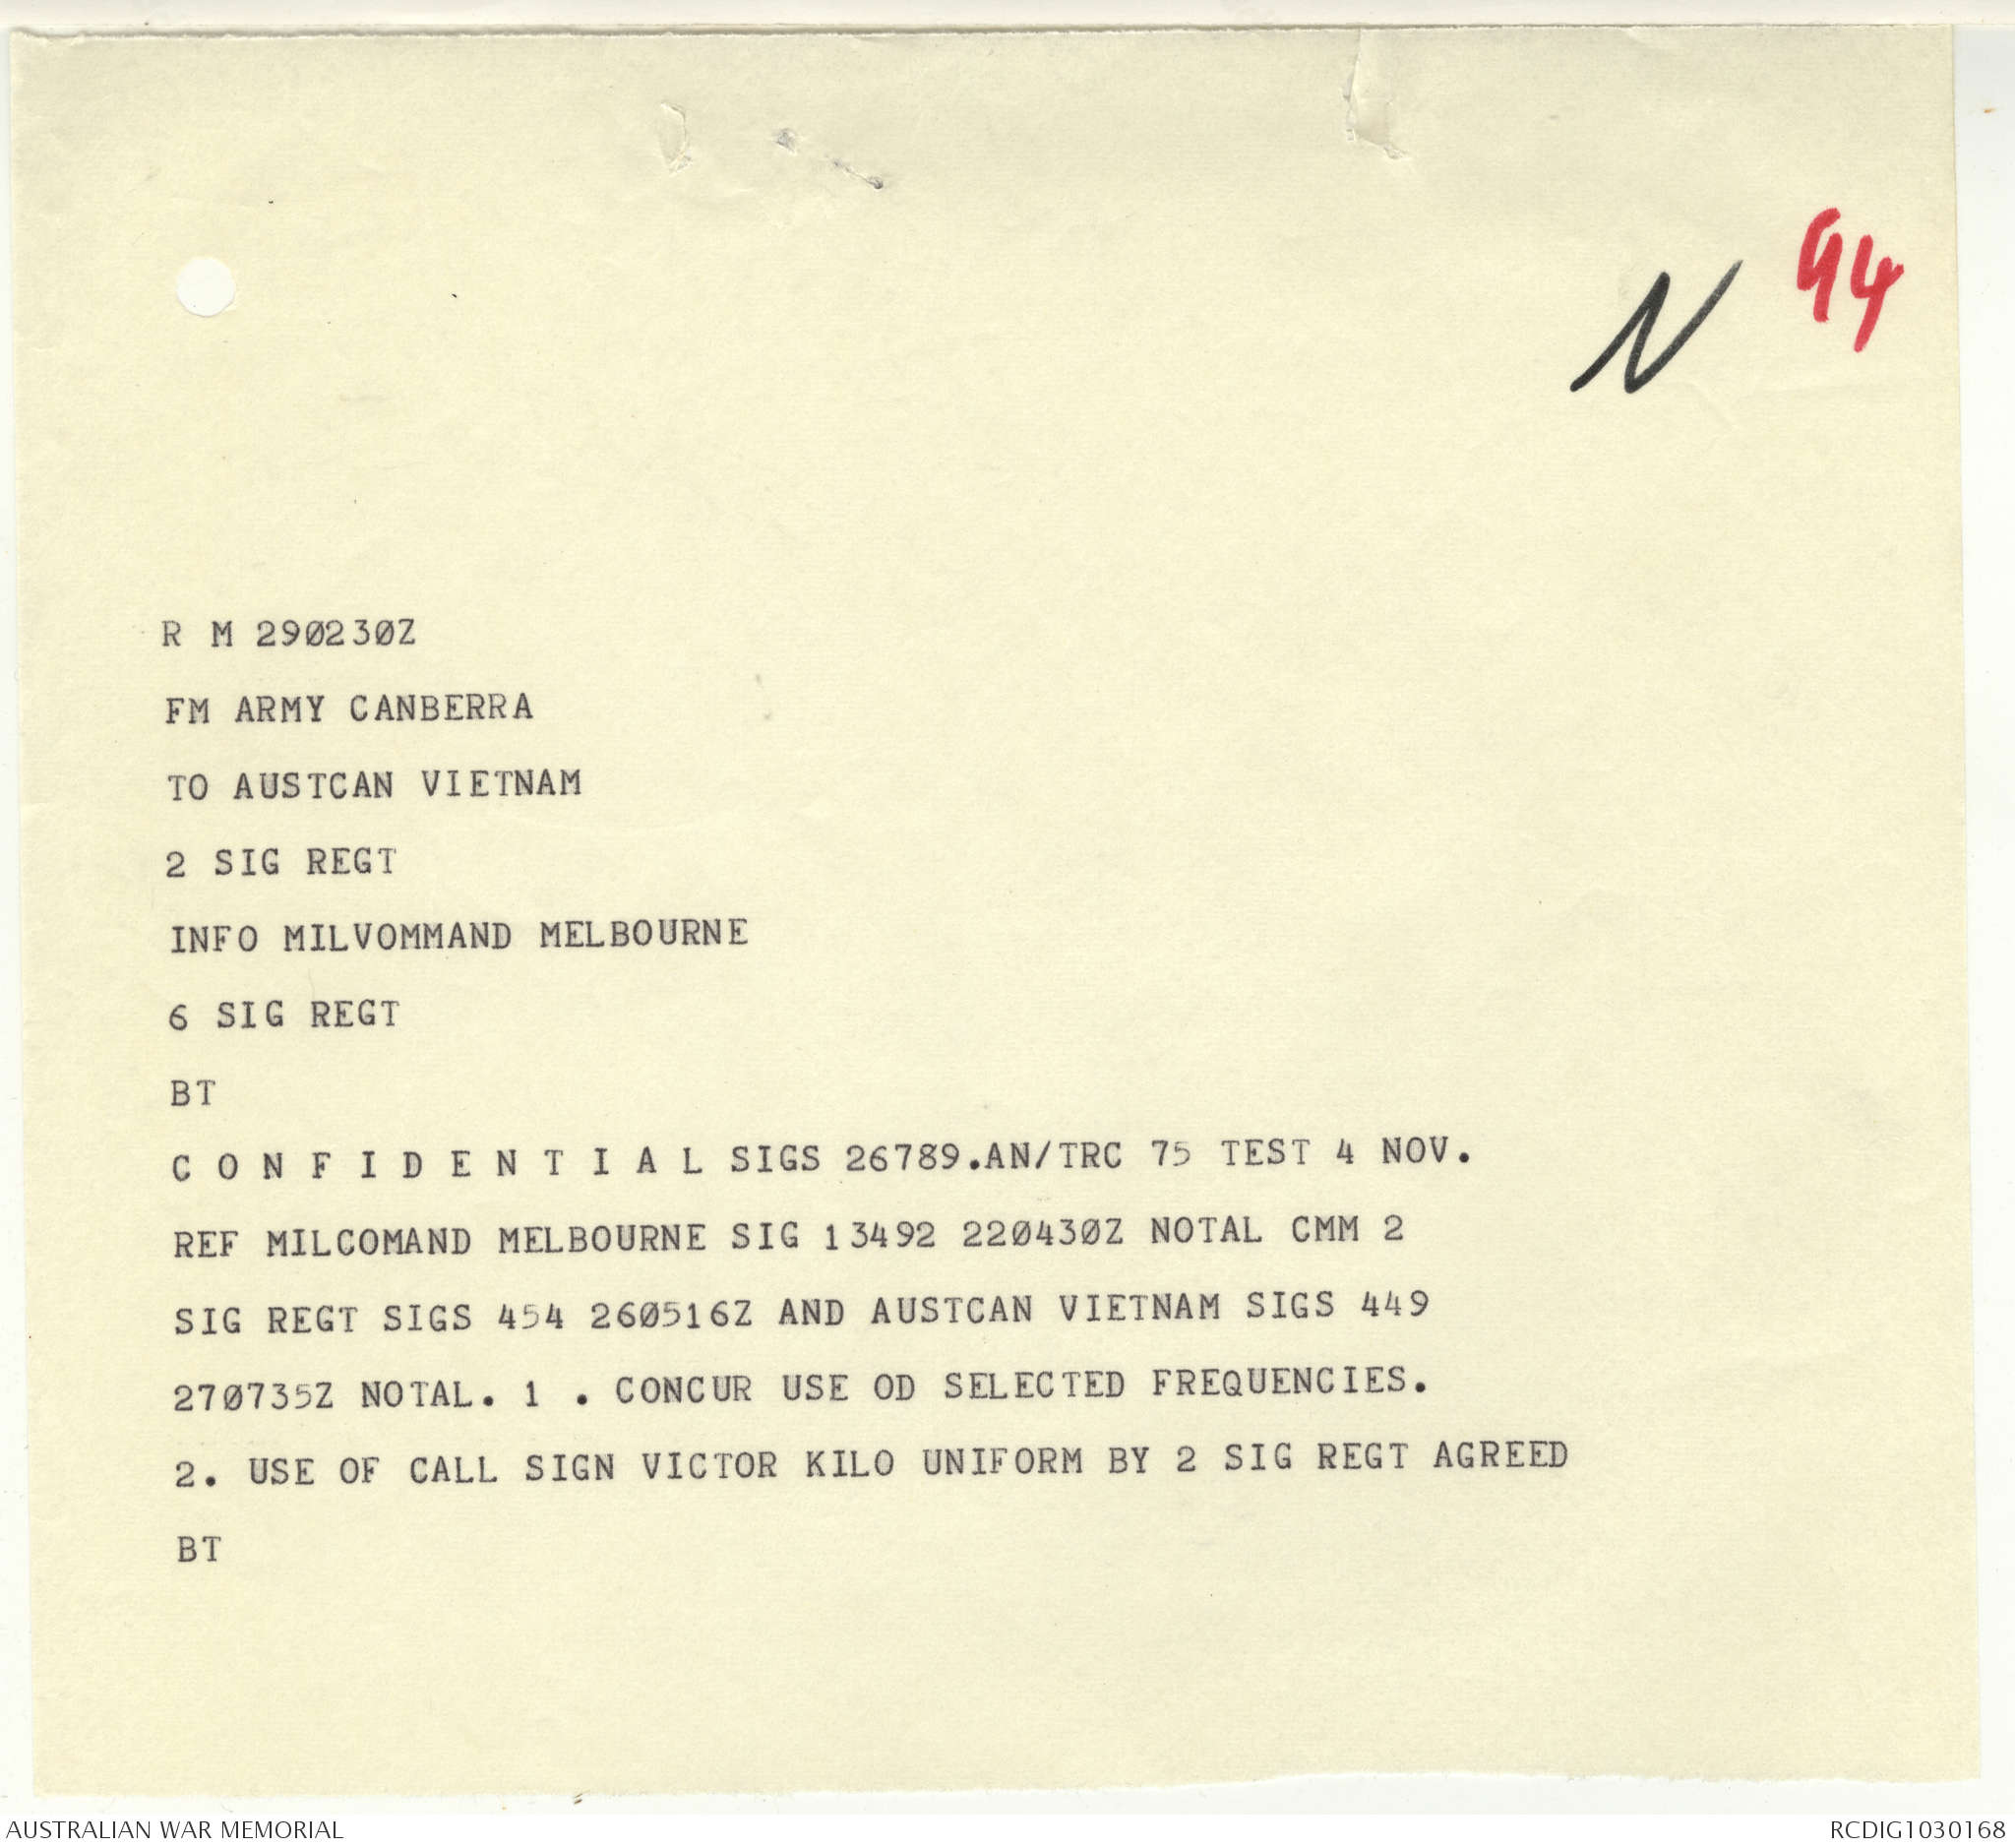 94
N
R M 290230Z
FM ARMY CANBERRA
TO AUSTCAN VIETNAM
2 SIG REGT
INFO MILVOMMAND MELBOURNE
6 SIG REGT
BT
C O N F I D E N T I A L SIGS 26789.AN/TRC 75 TEST 4 NOV.
REF MILCOMAND MELBOURNE SIG 13492 220430Z NOTAL CMM 2
SIG REGT SIGS 454 260516Z AND AUSTCAN VIETNAM SIGS 449
270735Z NOTAL. 1 . CONCUR USE OD SELECTED FREQUENCIES.
2. USE OF CALL SIGN VICTOR KILO UNIFORM BY 2 SIG REGT AGREED
BT
AUSTRALIAN WAR MEMORIAL
RCDIG1030168